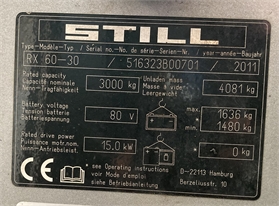 STILL
Type-Modèle-Typ / Serial no.-No. de série-Serien-Nr. / year-année-Baujahr
RX 60-30 / 516323B00701 / 2011
Rated capacity
Capacité nominale
Nenn-Tragfähigkeit
3000 kg
Unladen mass
Masse à vide
Leergewicht
4081 kg
Battery voltage
Tension batterie
Batteriespannung
80 V
max. 1636 kg
min. 1480 kg
Rated drive power
Puissance motr.nom.
Nenn-Antriebsleist.
15.0 kW
* 0 kg
* see Operating instructions
voir Mode d'emploi
siehe Betriebsanleitung
D-22113 Hamburg
Berzeliusstr. 10